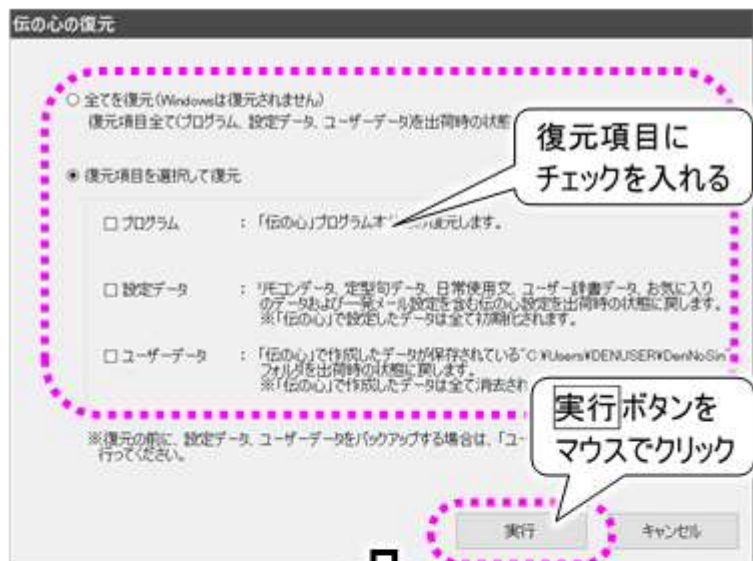 伝の心の復元
全てを復元(Windowsは復元されません)
復元項目全て(プログラム、設定データ、ユーザーデータ)を出荷時の状態
復元項目に
チェックを入れる
復元項目を選択して復元
プログラム : 「伝の心」プログラム 復元します。
設定データ : リモコンデータ、定型句データ、日常使用文、ユーザー辞書データ、お気に入り
のデータおよび一発メール設定を含む伝の心設定を出荷時の状態に戻します。
※「伝の心」で設定したデータは全て初期化されます。
ユーザーデータ : 「伝の心」で作成したデータが保存されている"C:¥Users¥DENUSER¥DenNoSin"
フォルダを出荷時の状態に戻します。
※「伝の心」で作成したデータは全て消去され
実行ボタンを
マウスでクリック
※復元の前に、設定データ、ユーザーデータをバックアップする場合は、「ユー
行ってください。
実行 キャンセル